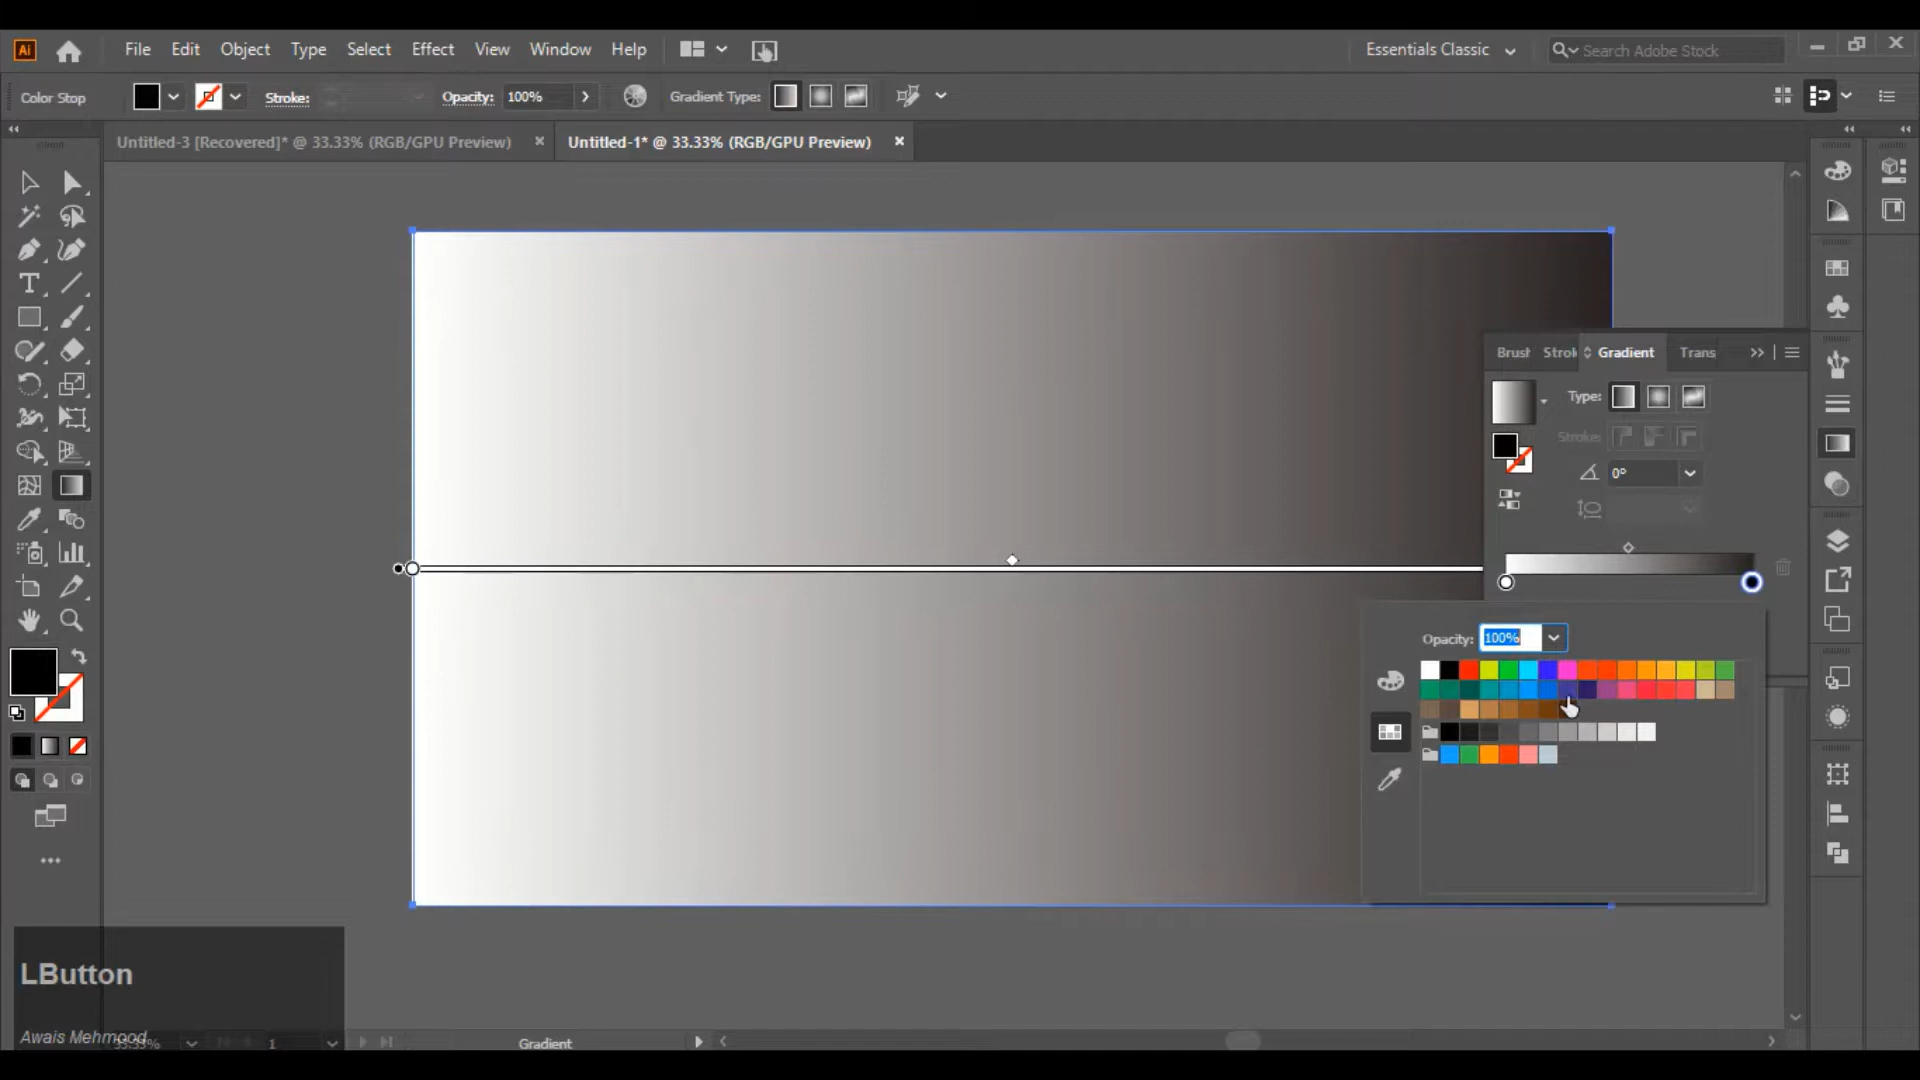 Ai File Edit Object Type Select Effect View Window Help Essentials Classic Search Adobe Stock
Color Stop Stroke: Opacity: 100% Gradient Type:
Untitled-3 [Recovered]* @ 33.33% (RGB/GPU Preview) Untitled-1* @ 33.33% (RGB/GPU Preview)
Brush Strok Gradient Trans
Type:
Stroke:
0°
Opacity: 100%
LButton
Awais Mehmood
33.33% 1 Gradient